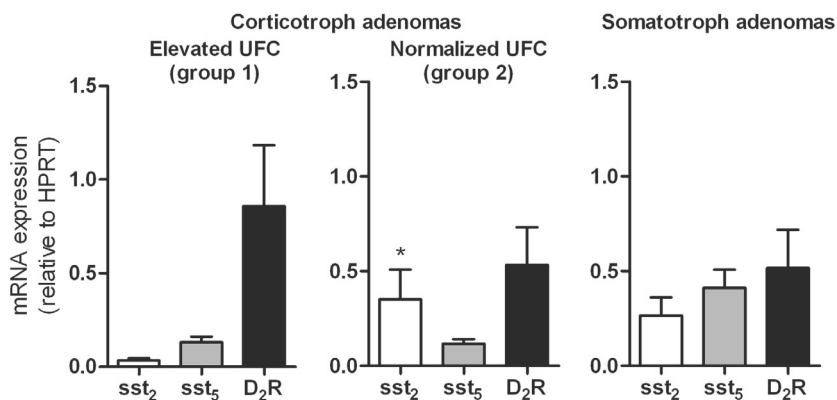 Corticotroph adenomas
Somatotroph adenomas
Elevated UFC
(group 1)
Normalized UFC
(group 2)
mRNA expression
(relative to HPRT)
1.5
1.0
0.5
0.0
sst₂ sst₅ D₂R
1.5
1.0
0.5
0.0
*
sst₂ sst₅ D₂R
1.5
1.0
0.5
0.0
sst₂ sst₅ D₂R